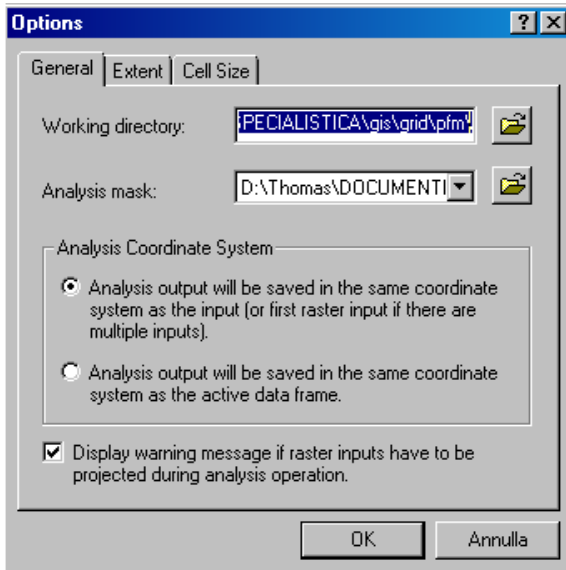 Options
General Extent Cell Size
Working directory: PECIALISTICA\gis\grid\pfm\
Analysis mask: D:\Thomas\DOCUMENTI
Analysis Coordinate System
Analysis output will be saved in the same coordinate
system as the input (or first raster input if there are
multiple inputs).
Analysis output will be saved in the same coordinate
system as the active data frame.
Display warning message if raster inputs have to be
projected during analysis operation.
OK Annulla